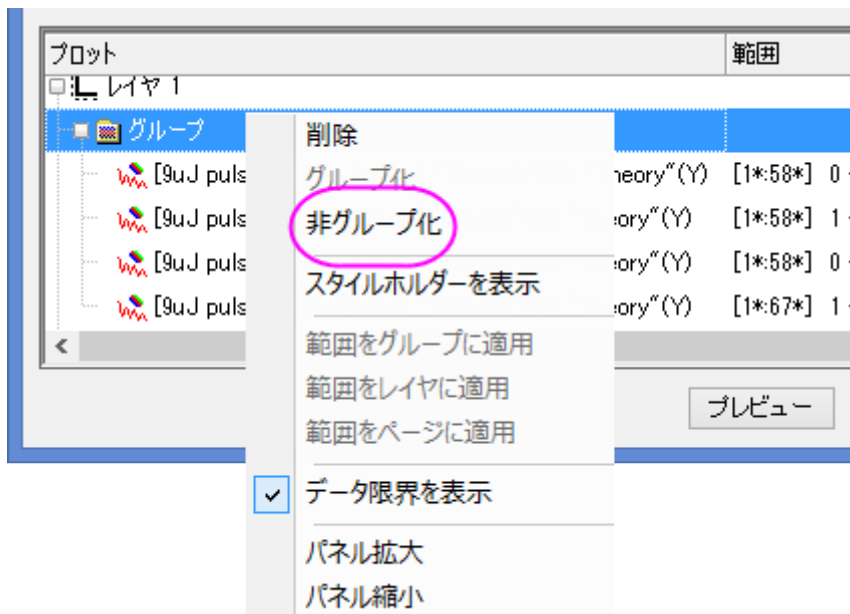 プロット 範囲
レイヤ 1
グループ
[9uJ puls heory"(Y) [1*:58*] 0
[9uJ puls ory"(Y) [1*:58*] 1
[9uJ puls ory"(Y) [1*:58*] 0
[9uJ puls ory"(Y) [1*:67*] 1
削除
グループ化
非グループ化
スタイルホルダーを表示
範囲をグループに適用
範囲をレイヤに適用
範囲をページに適用
データ限界を表示
パネル拡大
パネル縮小
プレビュー